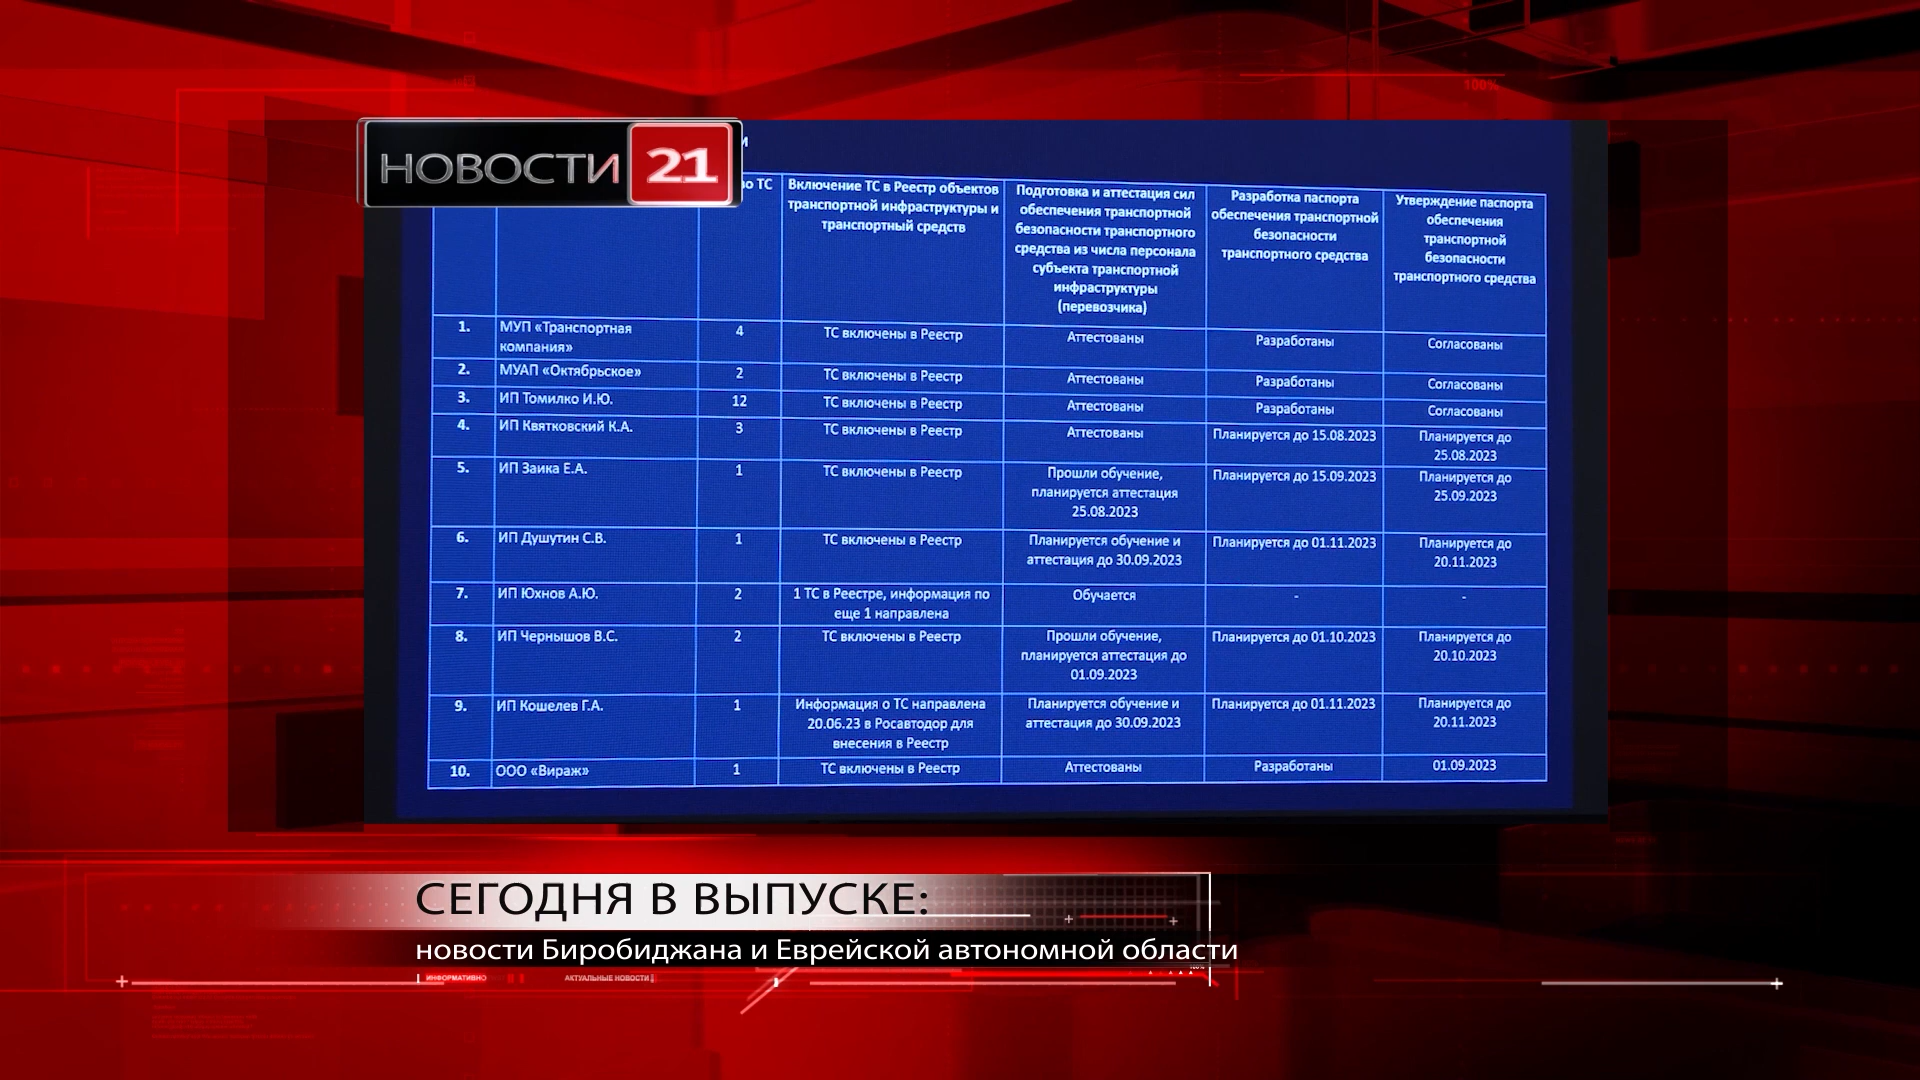 100%
НОВОСТИ 21
и
во ТС
Включение ТС в Реестр объектов
транспортной инфраструктуры и
транспортный средств
Подготовка и аттестация сил
обеспечения транспортной
безопасности транспортного
средства из числа персонала
субъекта транспортной
инфраструктуры
(перевозчика)
Разработка паспорта
обеспечения транспортной
безопасности
транспортного средства
Утверждение паспорта
обеспечения
транспортной
безопасности
транспортного средства
1.
МУП «Транспортная
компания»
4
ТС включены в Реестр
Аттестованы
Разработаны
Согласованы
2.
МУАП «Октябрьское»
2
ТС включены в Реестр
Аттестованы
Разработаны
Согласованы
3.
ИП Томилко И.Ю.
12
ТС включены в Реестр
Аттестованы
Разработаны
Согласованы
4.
ИП Квятковский К.А.
3
ТС включены в Реестр
Аттестованы
Планируется до 15.08.2023
Планируется до
25.08.2023
5.
ИП Заика Е.А.
1
ТС включены в Реестр
Прошли обучение,
планируется аттестация
25.08.2023
Планируется до 15.09.2023
Планируется до
25.09.2023
6.
ИП Душутин С.В.
1
ТС включены в Реестр
Планируется обучение и
аттестация до 30.09.2023
Планируется до 01.11.2023
Планируется до
20.11.2023
7.
ИП Юхнов А.Ю.
2
1 ТС в Реестре, информация по
еще 1 направлена
Обучается
-
-
8.
ИП Чернышов В.С.
2
ТС включены в Реестр
Прошли обучение,
планируется аттестация до
01.09.2023
Планируется до 01.10.2023
Планируется до
20.10.2023
9.
ИП Кошелев Г.А.
1
Информация о ТС направлена
20.06.23 в Росавтодор для
внесения в Реестр
Планируется обучение и
аттестация до 30.09.2023
Планируется до 01.11.2023
Планируется до
20.11.2023
10.
ООО «Вираж»
1
ТС включены в Реестр
Аттестованы
Разработаны
01.09.2023
СЕГОДНЯ В ВЫПУСКЕ:
новости Биробиджана и Еврейской автономной области
ИНФОРМАТИВНО
АКТУАЛЬНЫЕ НОВОСТИ
100%